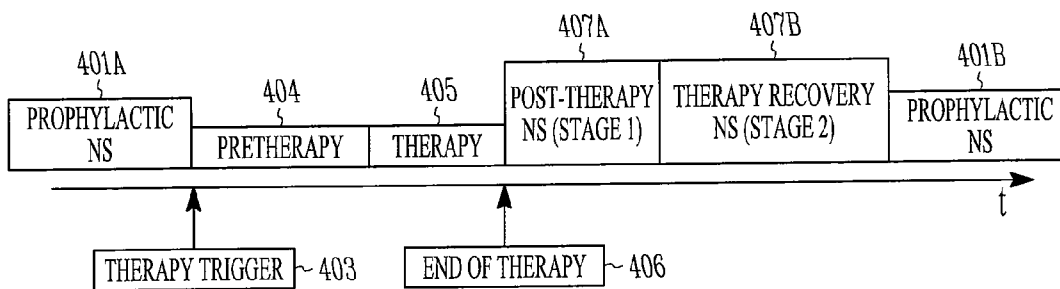 407A
407B
401A
404
405
401B
PROPHYLACTIC
NS
PRETHERAPY
THERAPY
POST-THERAPY
NS (STAGE 1)
THERAPY RECOVERY
NS (STAGE 2)
PROPHYLACTIC
NS
t
THERAPY TRIGGER
403
END OF THERAPY
406